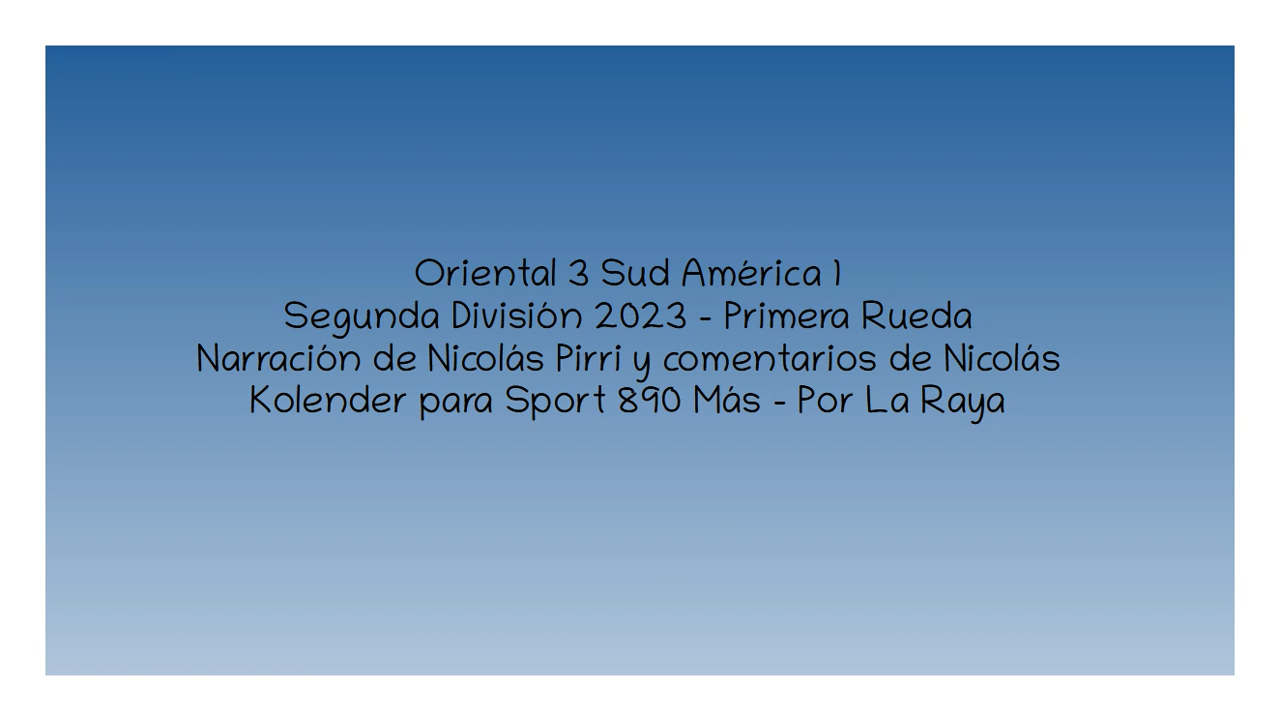 Oriental 3 Sud América 1
Segunda División 2023 - Primera Rueda
Narración de Nicolás Pirri y comentarios de Nicolás
Kolender para Sport 890 Más - Por La Raya